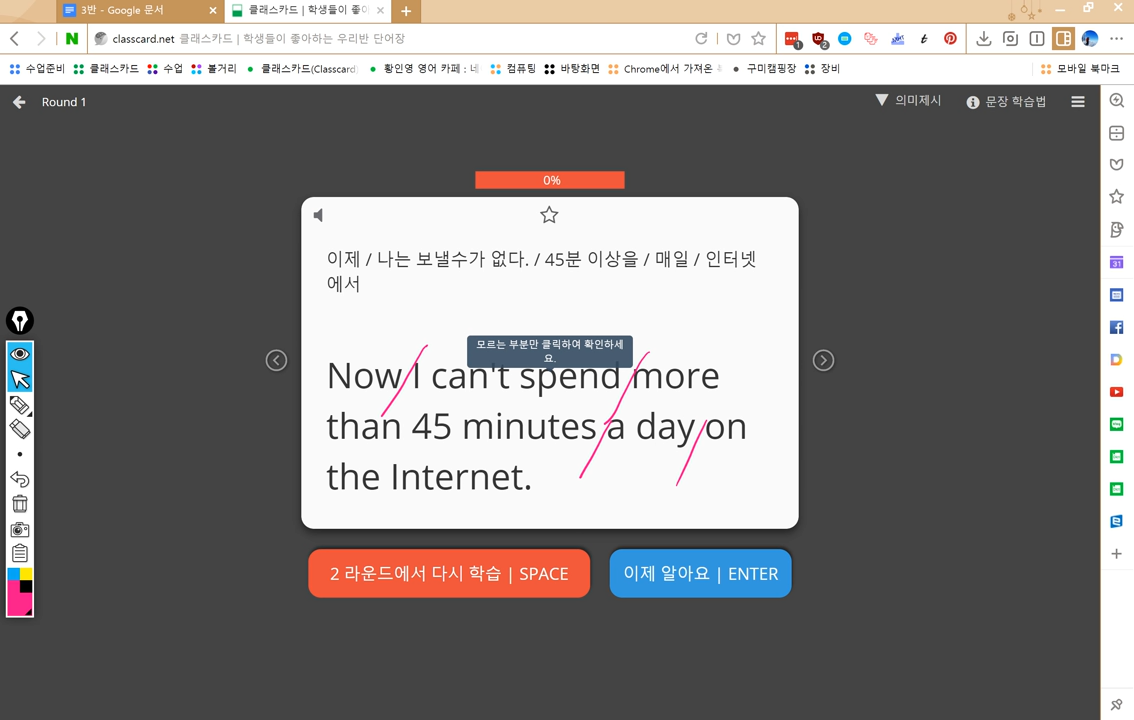 3반 - Google 문서
클래스카드 | 학생들이 좋아
classcard.net 클래스카드 | 학생들이 좋아하는 우리반 단어장
수업준비 클래스카드 수업 볼거리 클래스카드(Classcard 황인영 영어 카페 : 네 컴퓨팅 바탕화면 Chrome에서 가져온 구미캠핑장 장비 모바일 북마크
Round 1
의미제시
문장 학습법
0%
이제 / 나는 보낼수가 없다. / 45분 이상을 / 매일 / 인터넷
에서
모르는 부분만 클릭하여 확인하세
요.
Now I can't spend more
than 45 minutes a day on
the Internet.
2 라운드에서 다시 학습 | SPACE
이제 알아요 | ENTER